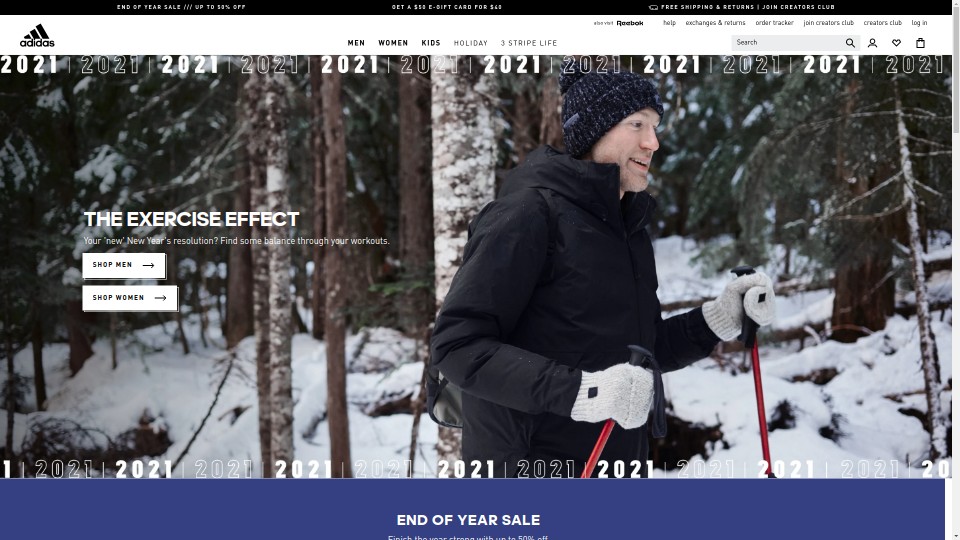 END OF YEAR SALE /// UP TO 50% OFF
GET A $50 E-GIFT CARD FOR $40
FREE SHIPPING & RETURNS | JOIN CREATORS CLUB
also visit Reebok
help
exchanges & returns
order tracker
join creators club
creators club
log in
adidas
MEN
WOMEN
KIDS
HOLIDAY
3 STRIPE LIFE
Search
2021 | 2021 | 2021 | 2021 | 2021 | 2021 | 2021 | 2021 | 2021 | 2021 | 2021 | 2021
THE EXERCISE EFFECT
Your 'new' New Year's resolution? Find some balance through your workouts.
SHOP MEN
SHOP WOMEN
1 | 2021 | 2021 | 2021 | 2021 | 2021 | 2021 | 2021 | 2021 | 2021 | 2021 | 2021 | 20
END OF YEAR SALE
Finish the year strong with up to 50% off